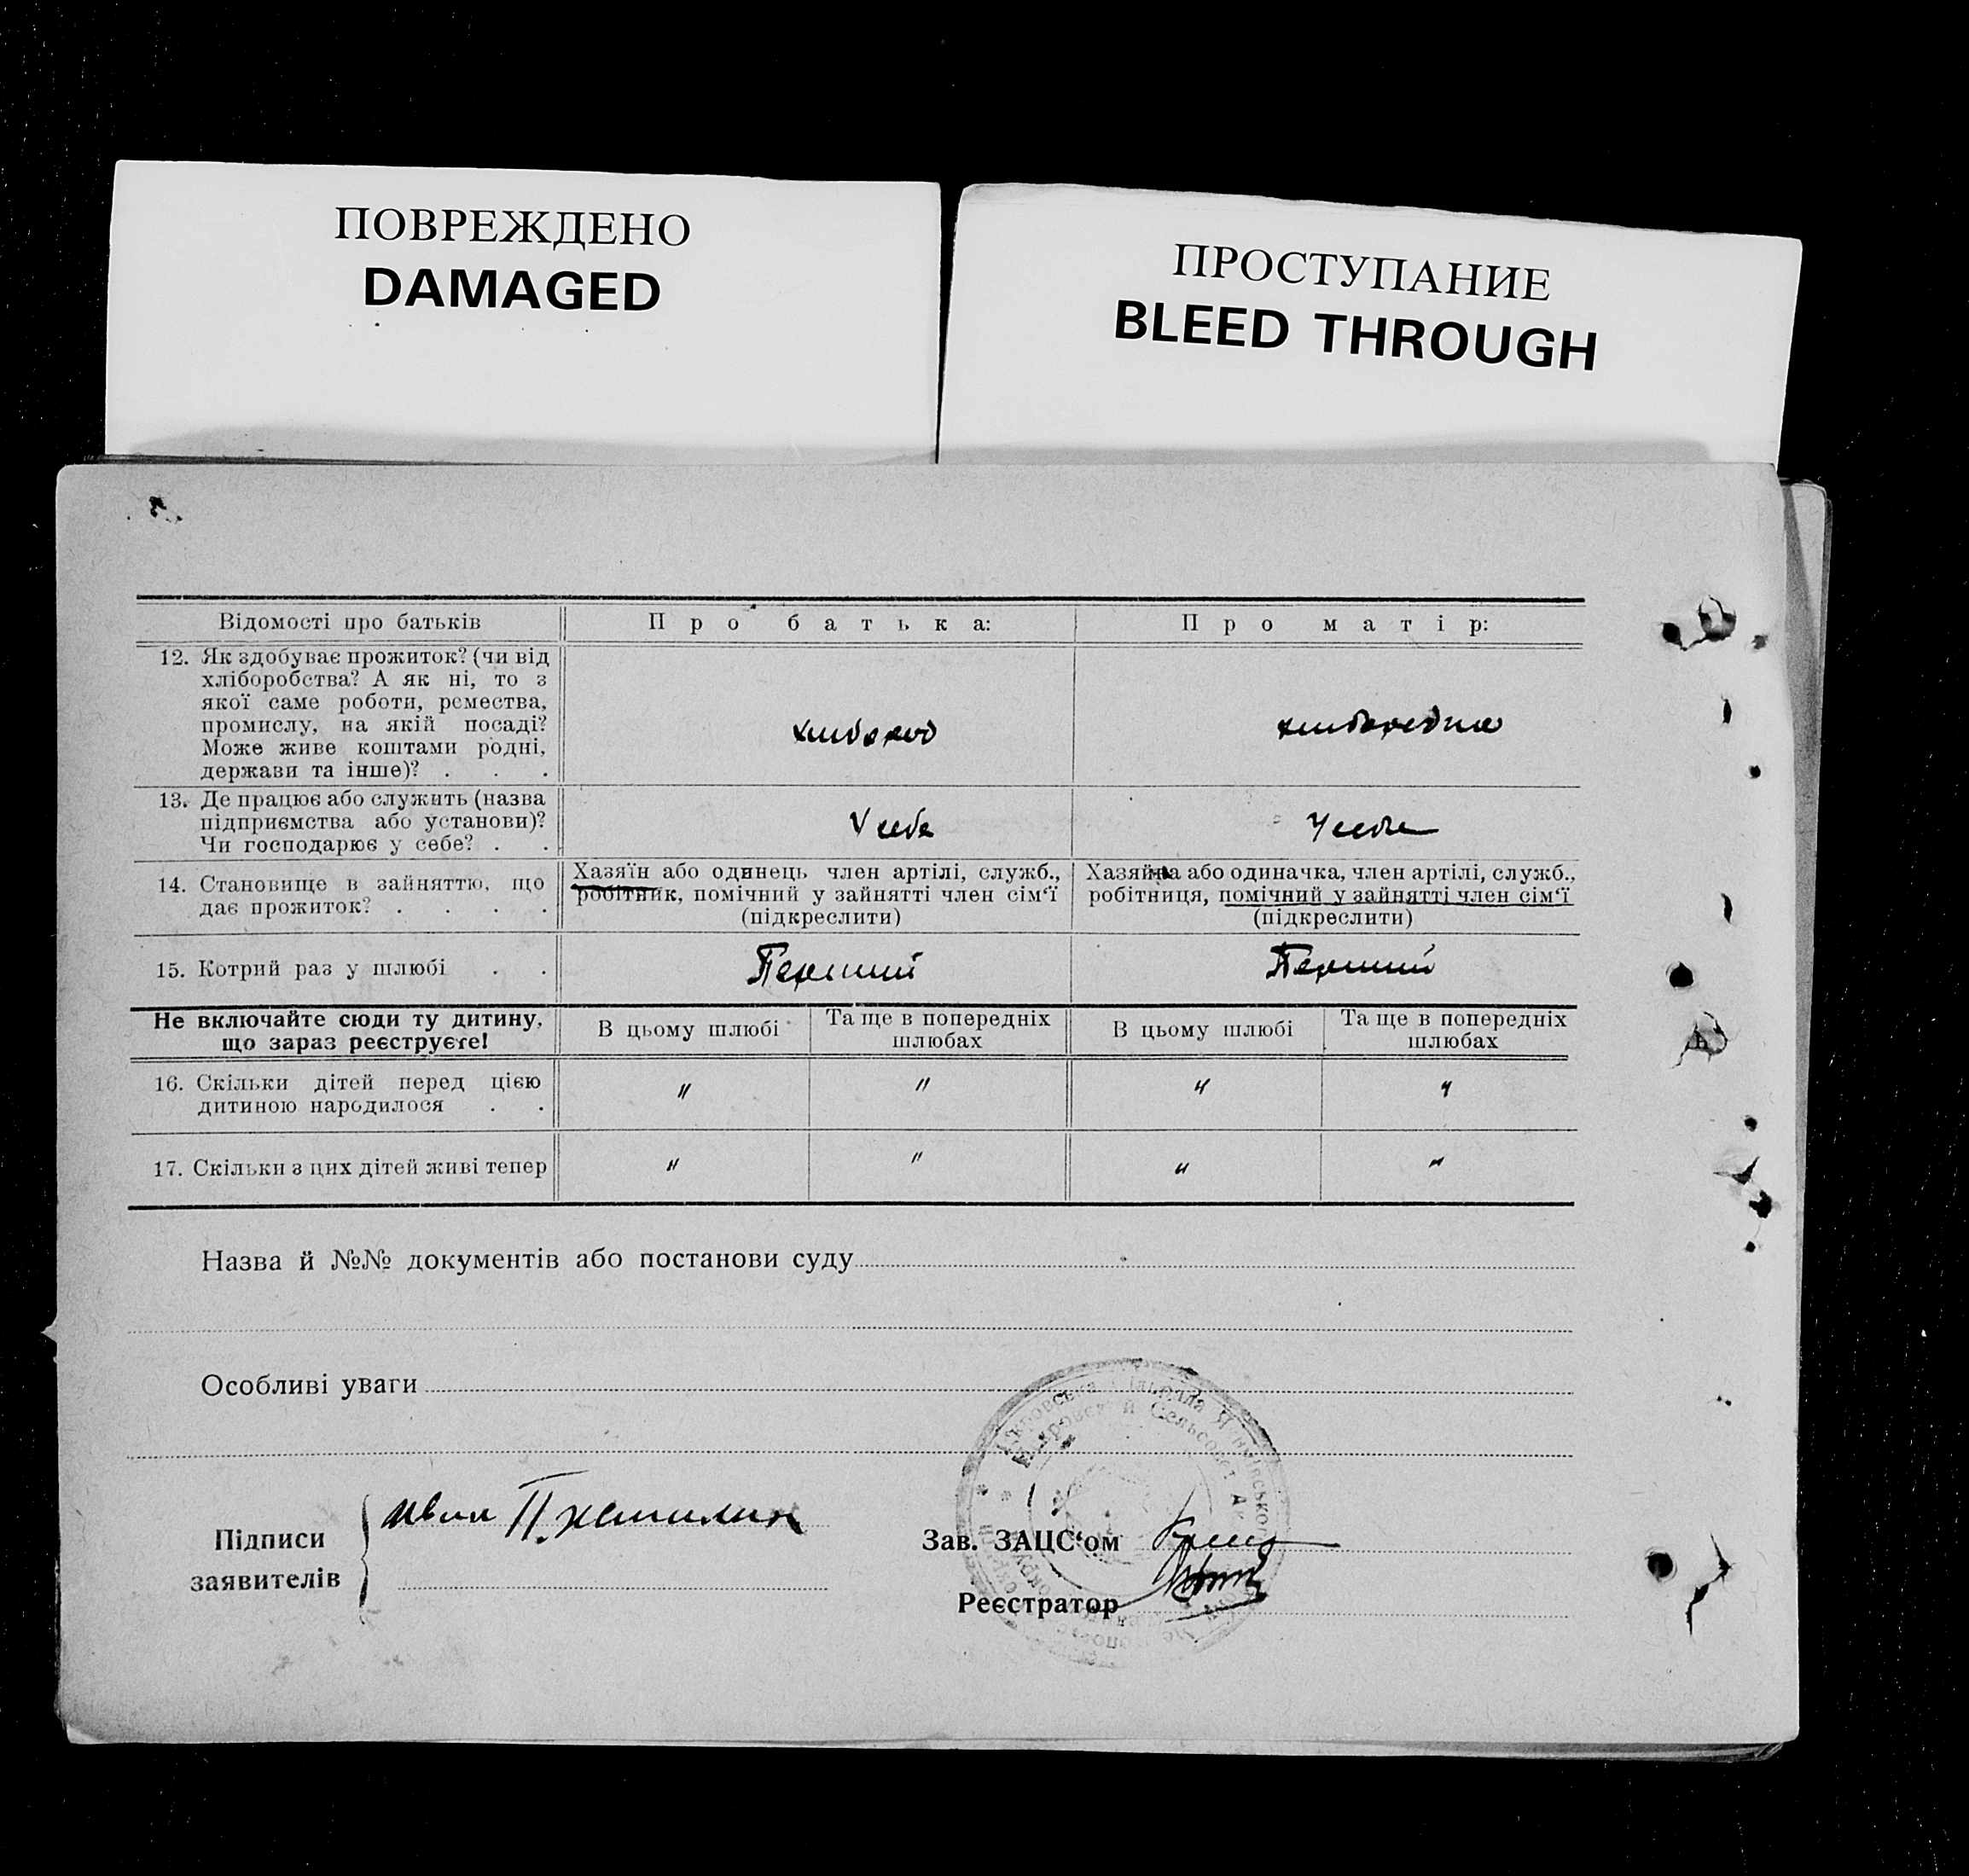 ПОВРЕЖДЕНО
DAMAGED
ПРОСТУПАНИЕ
BLEED THROUGH
Відомості про батьків
Про батька:
Про матір:
12. Як здобуває прожиток? (чи від
хліборобства? А як ні, то з
якої саме роботи, ремества,
промислу, на якій посаді?
Може живе коштами родні,
держави та інше)? . . .
хлибороб
13. Де працює або служить (назва
підприємства або установи)?
Чи господарює у себе? . .
У себе
У себе
14. Становище в зайняттю, що
дає прожиток? . . . .
Хазяїн або одинець член артілі, служб.,
робітник, помічний у зайнятті член сім'ї
(підкреслити)
Хазяйка або одиначка, член артілі, служб.,
робітниця, помічний у зайнятті член сім'ї
(підкреслити)
15. Котрий раз у шлюбі . .
Перший
Перший
Не включайте сюди ту дитину,
що зараз реєструєте!
В цьому шлюбі
Та ще в попередніх
шлюбах
В цьому шлюбі
Та ще в попередніх
шлюбах
16. Скільки дітей перед цією
дитиною народилося . .
" " " "
17. Скільки з цих дітей живі тепер
" " " "
Назва й №№ документів або постанови суду
Особливі уваги
Підписи
заявителів
Зав. ЗАЦС'ом
Реєстратор